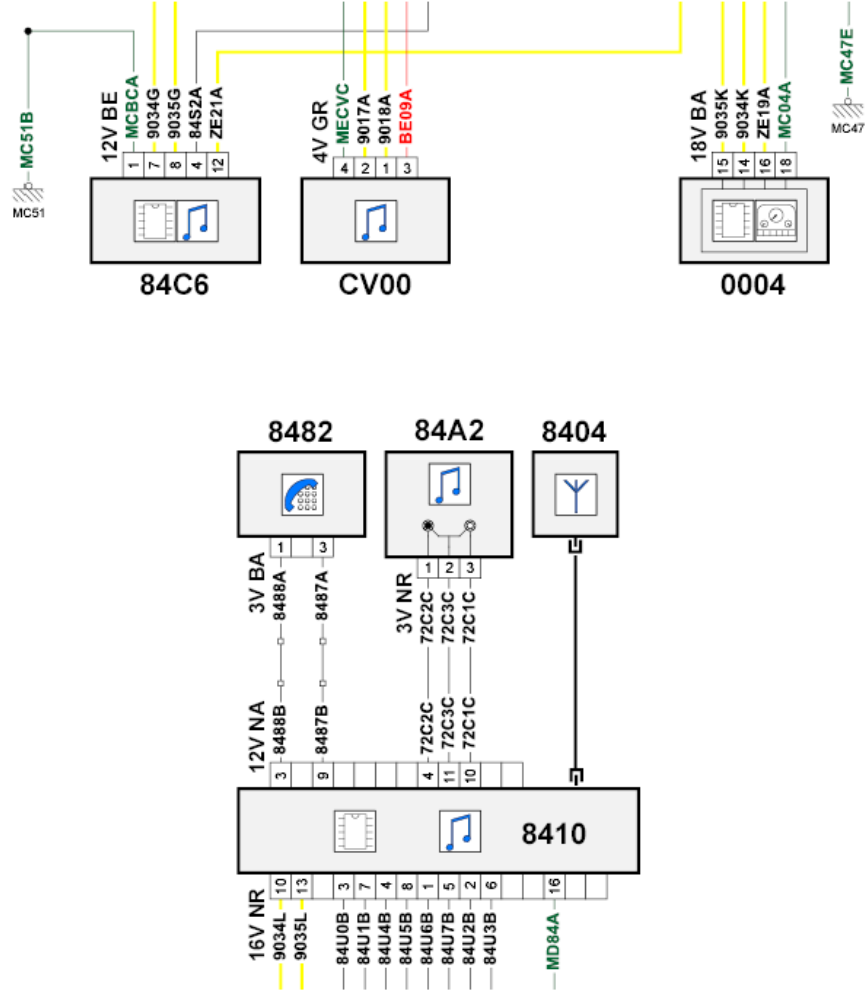 MC51B
MC51
12V BE
MCBCA
9034G
9035G
84S2A
ZE21A
1 7 8 4 12
84C6
4V GR
MECVC
9017A
9018A
BE09A
4 2 1 3
CV00
18V BA
9035K
9034K
ZE19A
MC04A
15 14 16 18
0004
MC47E
MC47
8482
84A2
8404
1 3
3V BA
8488A
8487A
1 2 3
3V NR
72C2C
72C3C
72C1C
12V NA
8488B
8487B
72C2C
72C3C
72C1C
3 9 4 11 10
8410
10 13 3 7 4 8 1 5 2 6 16
16V NR
9034L
9035L
84U0B
84U1B
84U4B
84U5B
84U6B
84U7B
84U2B
84U3B
MD84A